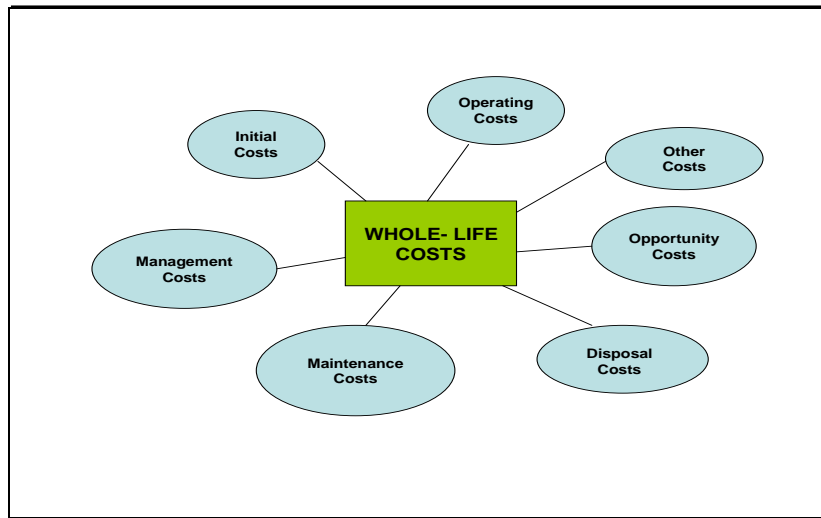 Operating
Costs
Initial
Costs
Other
Costs
WHOLE- LIFE
COSTS
Opportunity
Costs
Management
Costs
Maintenance
Costs
Disposal
Costs